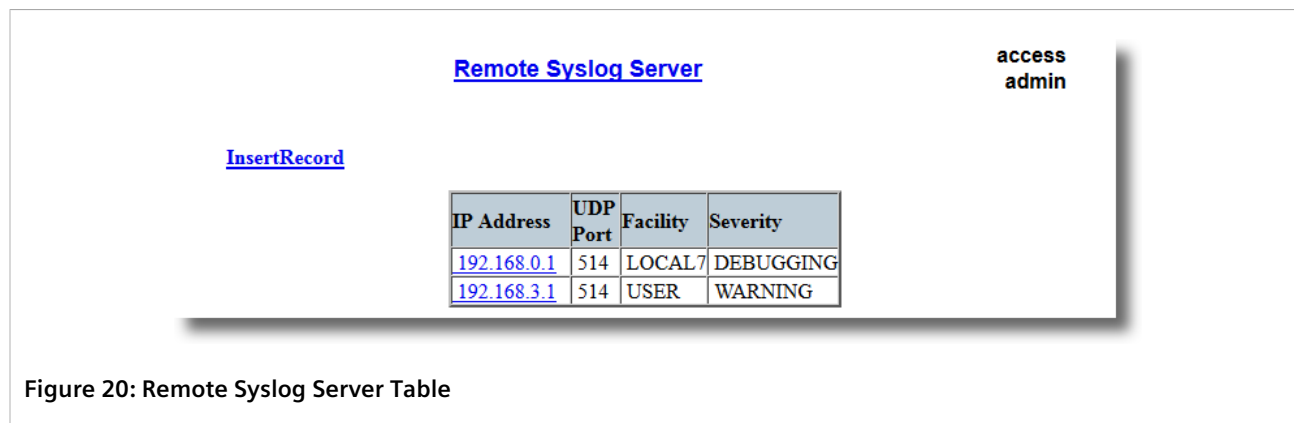 Remote Syslog Server
access
admin
InsertRecord
IP Address UDP Port Facility Severity
192.168.0.1 514 LOCAL7 DEBUGGING
192.168.3.1 514 USER WARNING
Figure 20: Remote Syslog Server Table